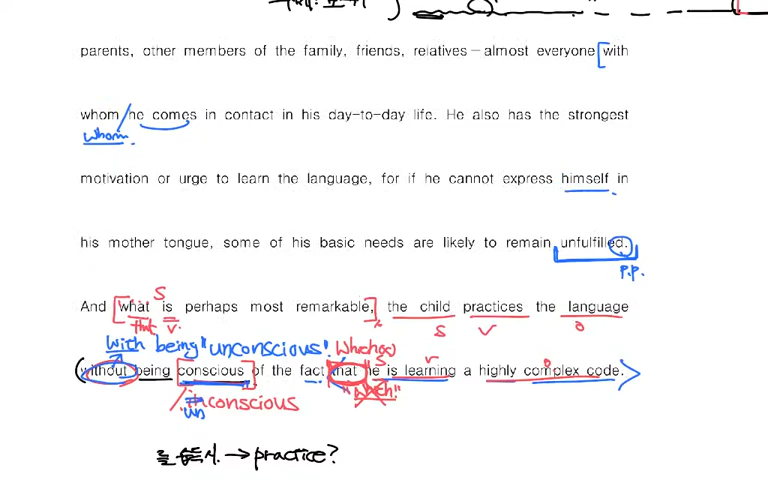 parents, other members of the family, friends, relatives–almost everyone [with
whom/he comes in contact in his day-to-day life. He also has the strongest
whom.
motivation or urge to learn the language, for if he cannot express himself in
his mother tongue, some of his basic needs are likely to remain unfulfilled.
P.P.
S
And [what is perhaps most remarkable,] the child practices the language
that v. S V o
with being "unconscious".
S v o
(without being [conscious] of the fact that he is learning a highly complex code.>
un conscious "which"
→ practice?